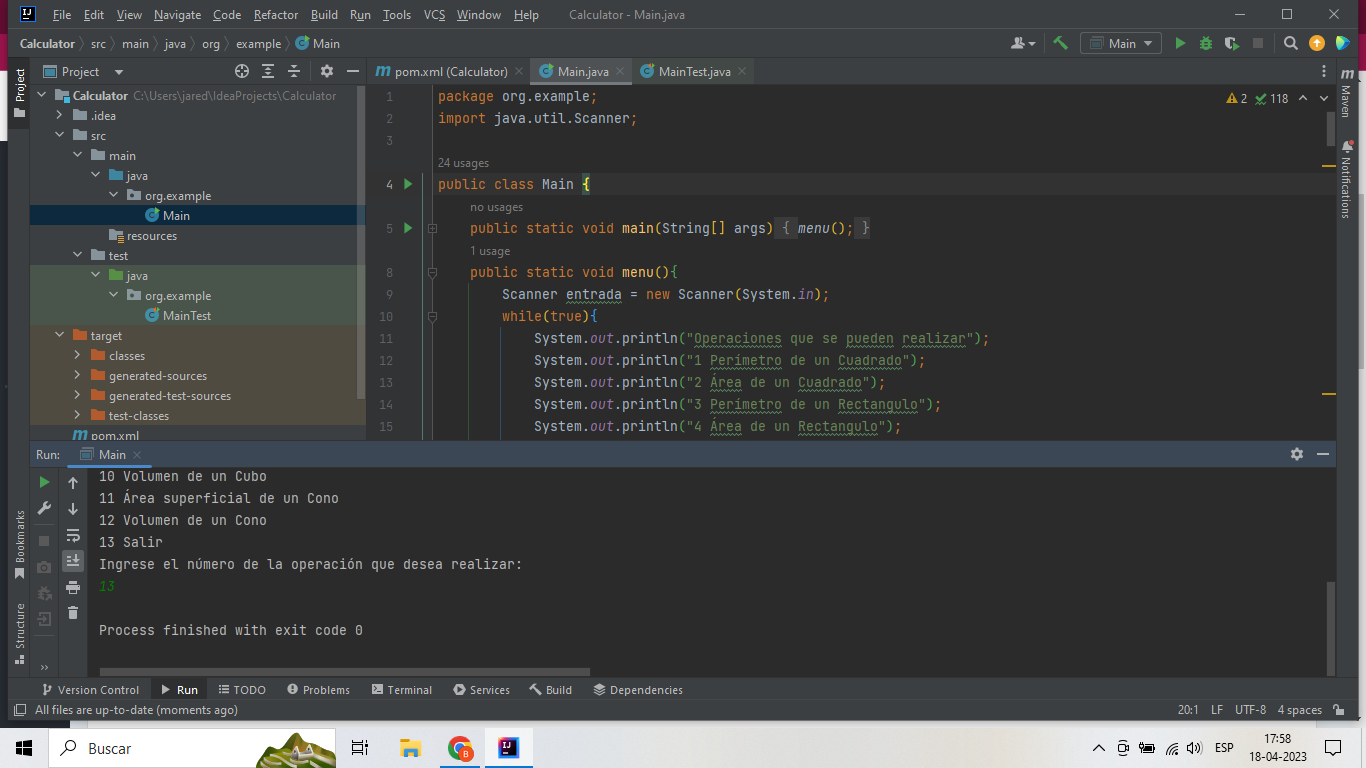 File Edit View Navigate Code Refactor Build Run Tools VCS Window Help Calculator - Main.java
Calculator src main java org example Main Main
Project
Project
pom.xml (Calculator) Main.java MainTest.java
Calculator C:\Users\jared\IdeaProjects\Calculator
.idea
src
main
java
org.example
Main
resources
test
java
org.example
MainTest
target
classes
generated-sources
generated-test-sources
test-classes
pom.xml
2 118
1 package org.example;
2 import java.util.Scanner;
3
24 usages
4 public class Main {
no usages
5 public static void main(String[] args) { menu(); }
1 usage
8 public static void menu(){
9 Scanner entrada = new Scanner(System.in);
10 while(true){
11 System.out.println("Operaciones que se pueden realizar");
12 System.out.println("1 Perímetro de un Cuadrado");
13 System.out.println("2 Área de un Cuadrado");
14 System.out.println("3 Perimetro de un Rectangulo");
15 System.out.println("4 Área de un Rectangulo");
Maven
Notifications
Run: Main
10 Volumen de un Cubo
11 Área superficial de un Cono
12 Volumen de un Cono
13 Salir
Ingrese el número de la operación que desea realizar:
13
Process finished with exit code 0
Bookmarks
Structure
Version Control Run TODO Problems Terminal Services Build Dependencies
All files are up-to-date (moments ago) 20:1 LF UTF-8 4 spaces
Buscar
B
IJ
ESP
17:58
18-04-2023